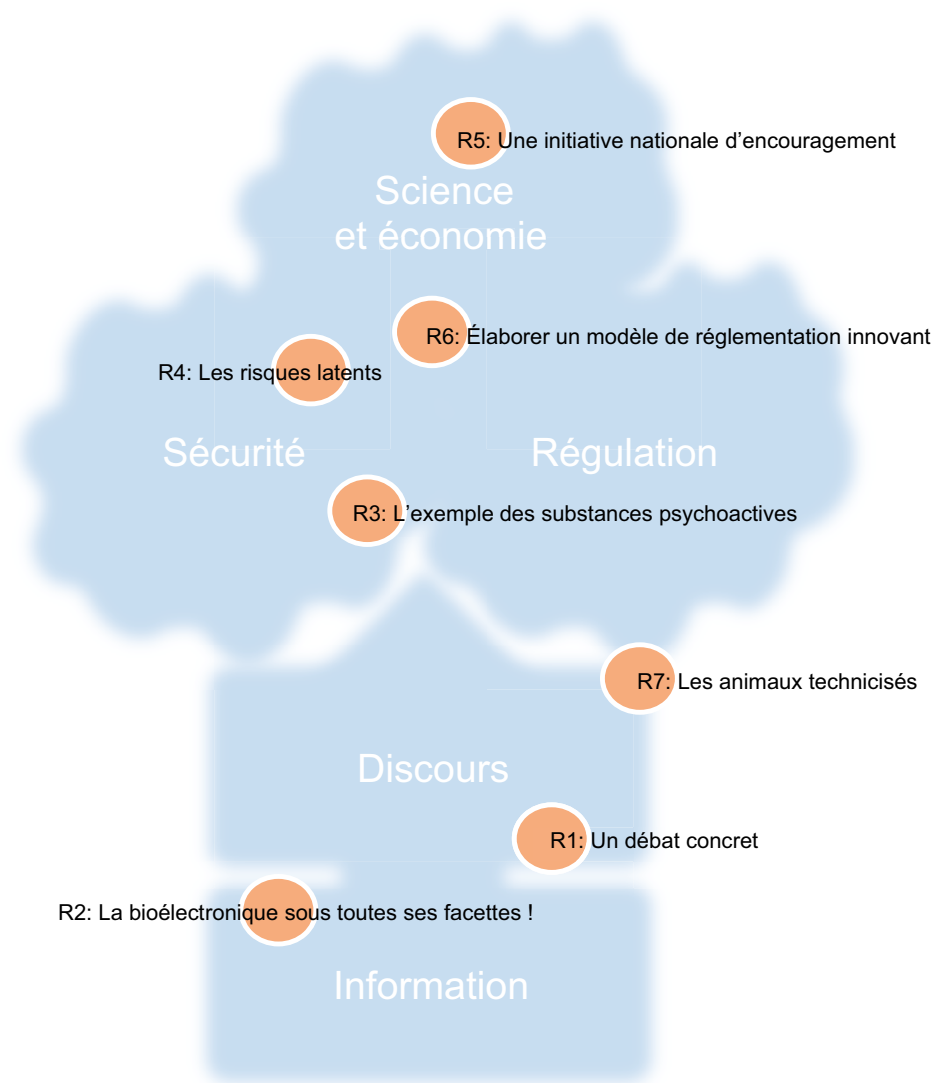 R5: Une initiative nationale d’encouragement
Science
et économie
R6: Élaborer un modèle de réglementation innovant
R4: Les risques latents
Sécurité
Régulation
R3: L’exemple des substances psychoactives
R7: Les animaux technicisés
Discours
R1: Un débat concret
R2: La bioélectronique sous toutes ses facettes !
Information